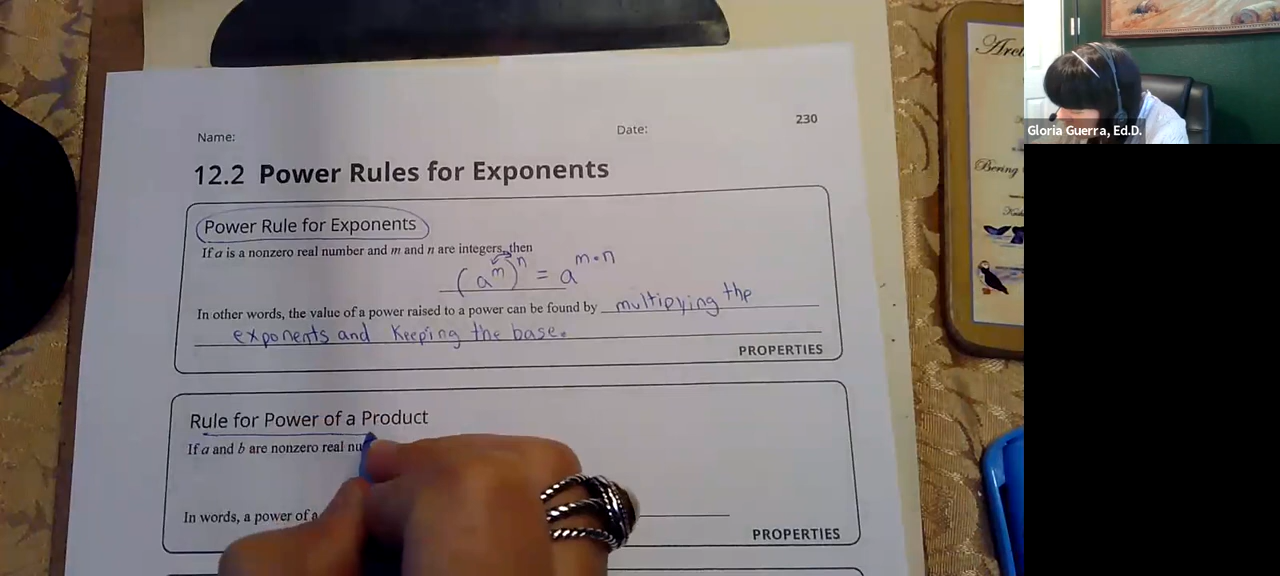 Name:
Date:
230
12.2 Power Rules for Exponents
Power Rule for Exponents
If a is a nonzero real number and m and n are integers, then
(a^m)^n = a^{m·n}
In other words, the value of a power raised to a power can be found by multipying the
exponents and Keeping the base.
PROPERTIES
Rule for Power of a Product
If a and b are nonzero real
In words, a power of a
PROPERTIES
Bering
Gloria Guerra, Ed.D.